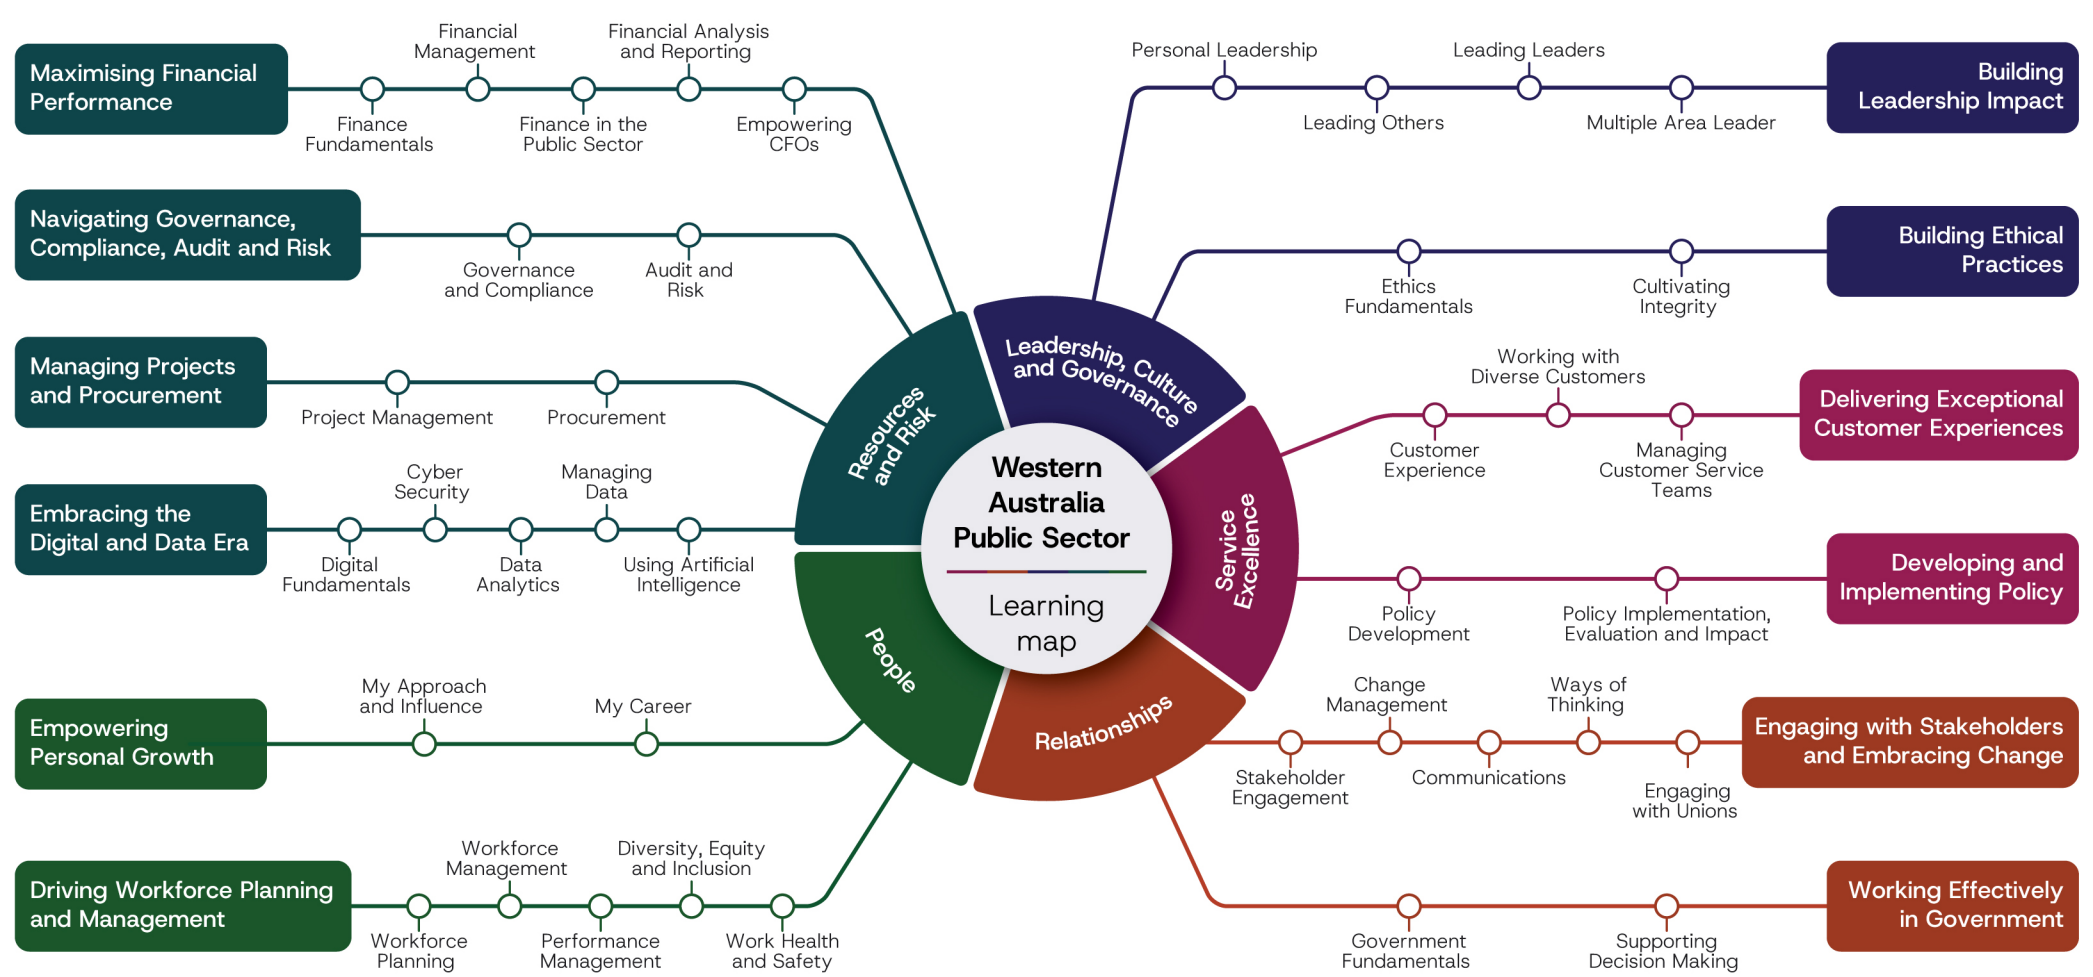 Maximising Financial
Performance
Finance
Fundamentals
Financial
Management
Finance in the
Public Sector
Financial Analysis
and Reporting
Empowering
CFOs
Navigating Governance,
Compliance, Audit and Risk
Governance
and Compliance
Audit and
Risk
Managing Projects
and Procurement
Project Management
Procurement
Embracing the
Digital and Data Era
Digital
Fundamentals
Cyber
Security
Data
Analytics
Managing
Data
Using Artificial
Intelligence
Empowering
Personal Growth
My Approach
and Influence
My Career
Driving Workforce Planning
and Management
Workforce
Planning
Workforce
Management
Performance
Management
Diversity, Equity
and Inclusion
Work Health
and Safety
Resources
and Risk
People
Western
Australia
Public Sector
Learning
map
Leadership, Culture
and Governance
Service
Excellence
Relationships
Personal Leadership
Leading Others
Leading Leaders
Multiple Area Leader
Building
Leadership Impact
Ethics
Fundamentals
Cultivating
Integrity
Building Ethical
Practices
Customer
Experience
Working with
Diverse Customers
Managing
Customer Service
Teams
Delivering Exceptional
Customer Experiences
Policy
Development
Policy Implementation,
Evaluation and Impact
Developing and
Implementing Policy
Stakeholder
Engagement
Change
Management
Communications
Ways of
Thinking
Engaging
with Unions
Engaging with Stakeholders
and Embracing Change
Government
Fundamentals
Supporting
Decision Making
Working Effectively
in Government